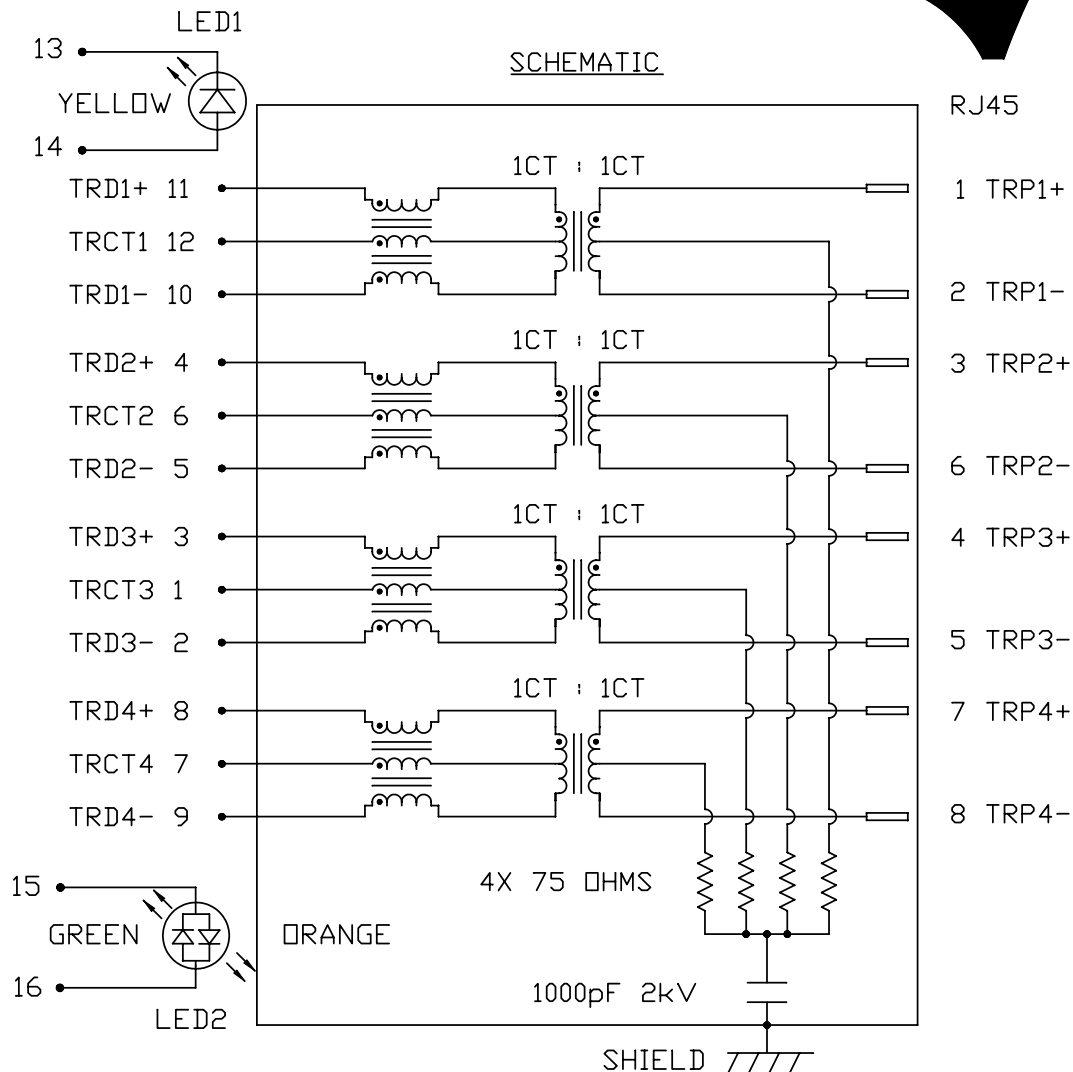 LED1
13
SCHEMATIC
YELLOW
RJ45
14
1CT : 1CT
TRD1+ 11
1 TRP1+
TRCT1 12
TRD1- 10
2 TRP1-
1CT : 1CT
TRD2+ 4
3 TRP2+
TRCT2 6
TRD2- 5
6 TRP2-
1CT : 1CT
TRD3+ 3
4 TRP3+
TRCT3 1
TRD3- 2
5 TRP3-
1CT : 1CT
TRD4+ 8
7 TRP4+
TRCT4 7
TRD4- 9
8 TRP4-
4X 75 OHMS
15
GREEN
ORANGE
16
1000pF 2kV
LED2
SHIELD